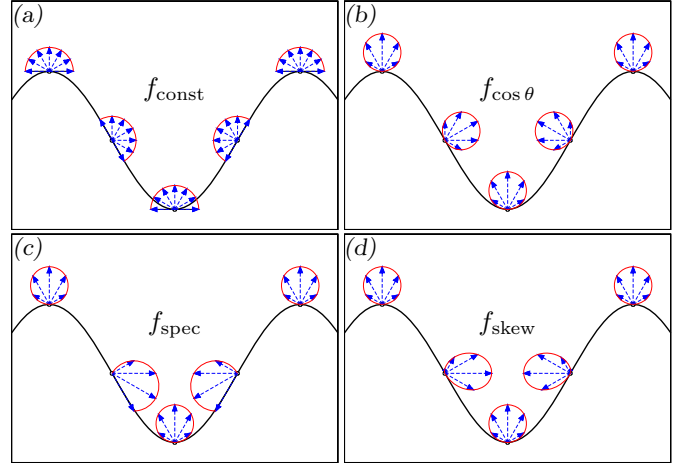 (a)
f_const
(b)
f_cos θ
(c)
f_spec
(d)
f_skew